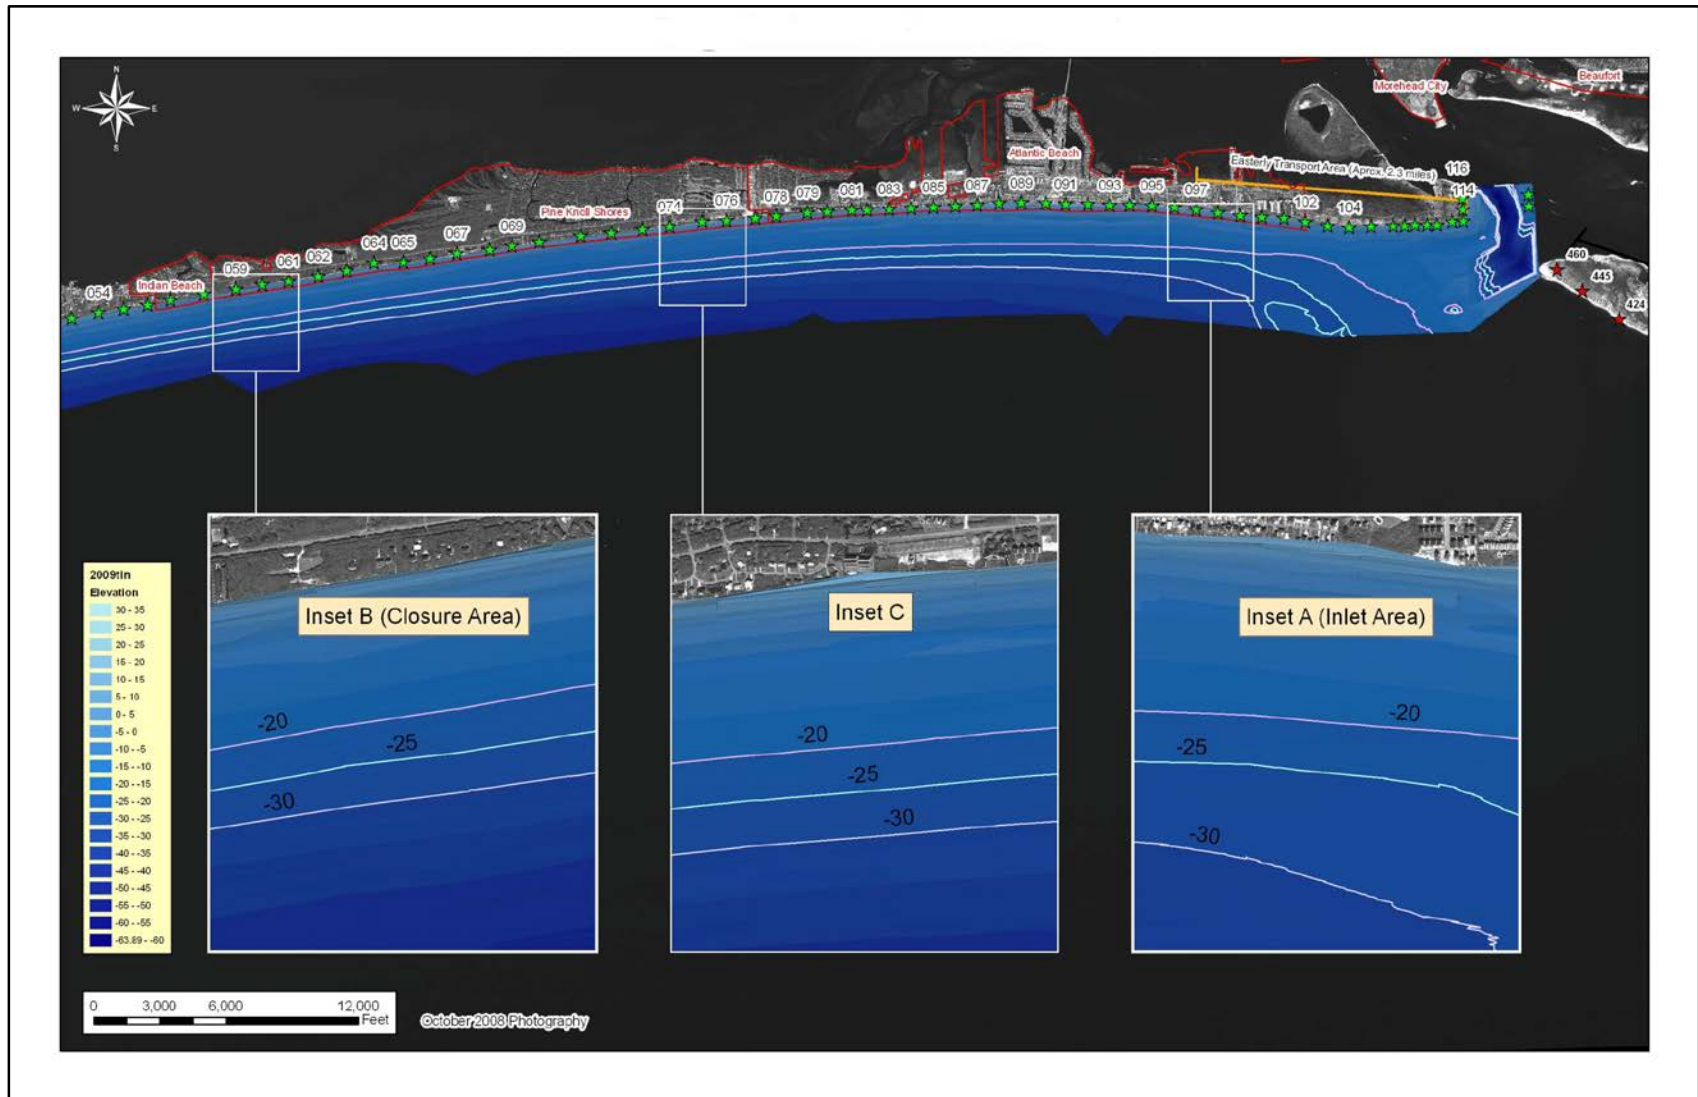 N
W
E
S
Morehead City
Beaufort
Atlantic Beach
Easterly Transport Area (Aprox. 2.3 miles)
116
114
Pine Knoll Shores
Indian Beach
054
059
061
062
064
065
067
069
074
076
078
079
081
083
085
087
089
091
093
095
097
102
104
460
445
424
2009tin
Elevation
30 - 35
25 - 30
20 - 25
15 - 20
10 - 15
5 - 10
0 - 5
-5 - 0
-10 - -5
-15 - -10
-20 - -15
-25 - -20
-30 - -25
-35 - -30
-40 - -35
-45 - -40
-50 - -45
-55 - -50
-60 - -55
-63.89 - -60
Inset B (Closure Area)
-20
-25
-30
Inset C
-20
-25
-30
Inset A (Inlet Area)
-20
-25
-30
0 3,000 6,000 12,000
Feet
October 2008 Photography